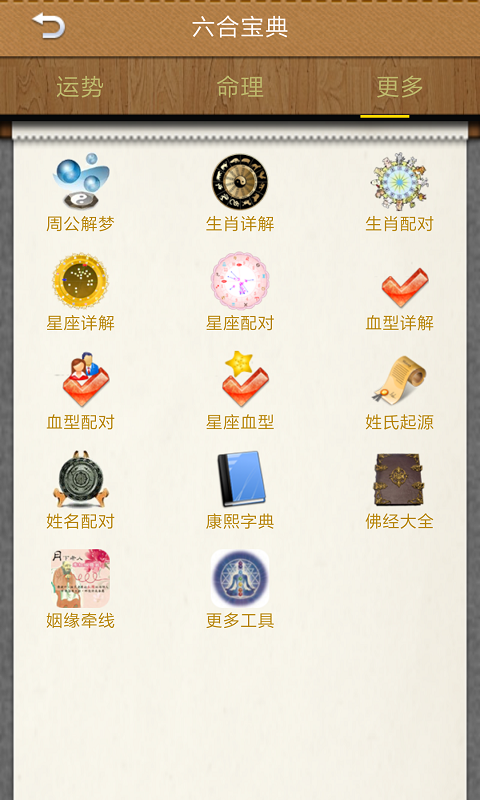 六合宝典
运势 命理 更多
周公解梦 生肖详解 生肖配对
星座详解 星座配对 血型详解
血型配对 星座血型 姓氏起源
姓名配对 康熙字典 佛经大全
姻缘牵线 更多工具